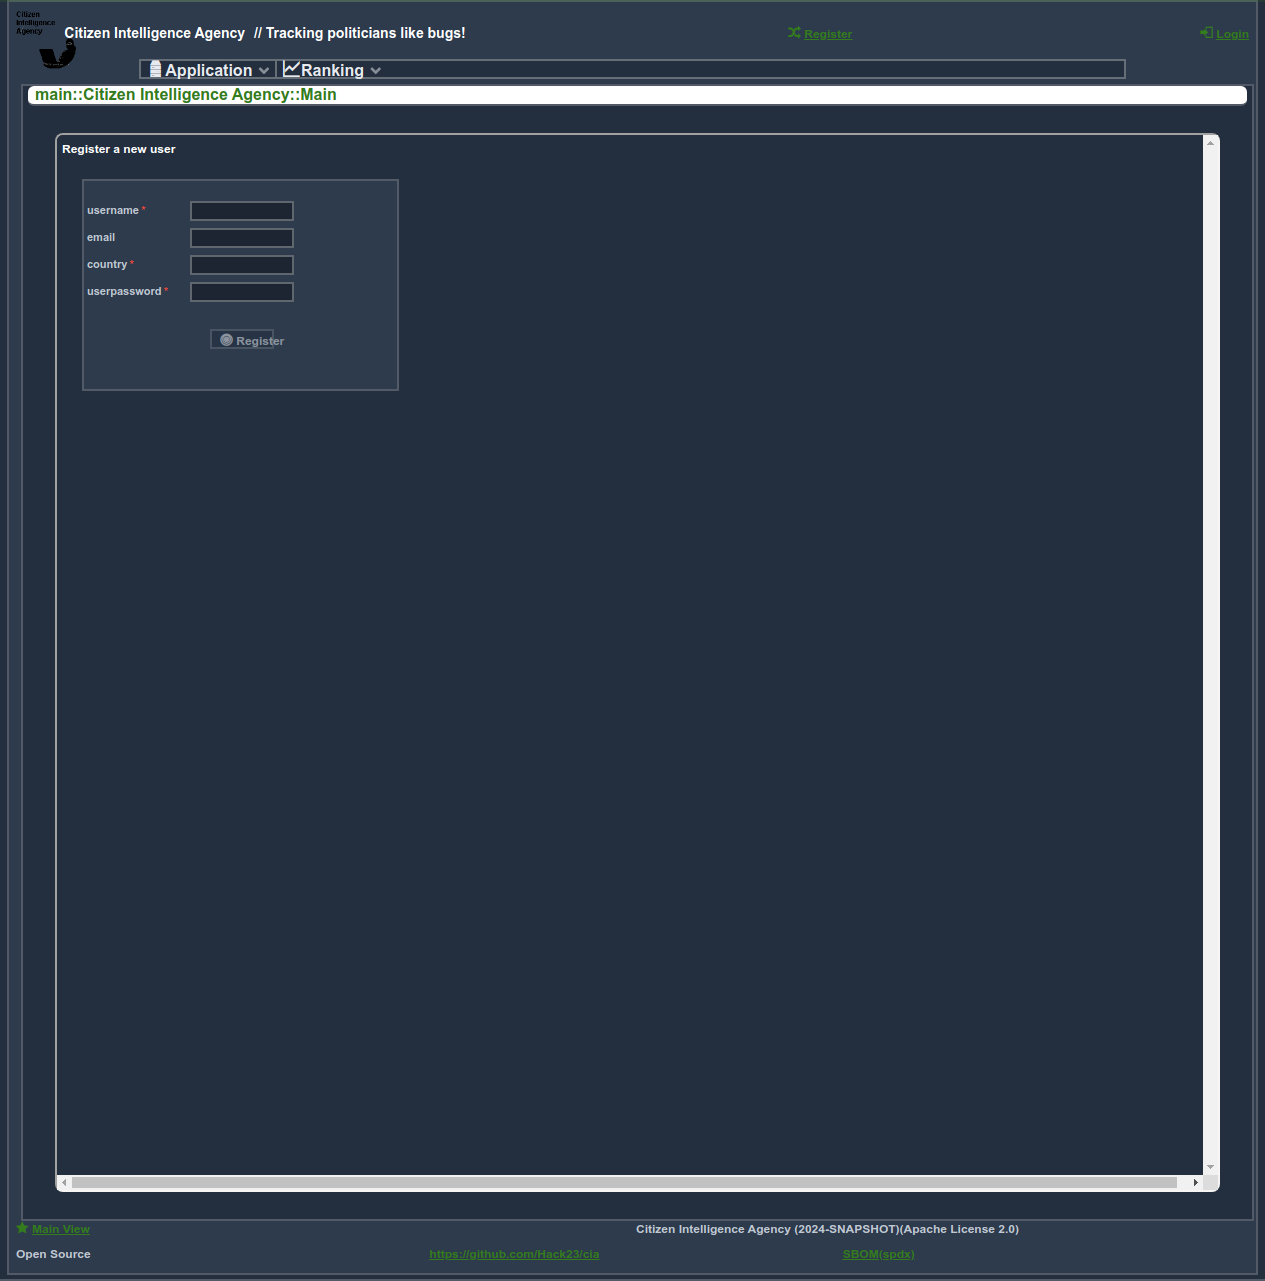 Citizen
Intelligence
Agency
Citizen Intelligence Agency // Tracking politicians like bugs!
Register
Login
Application
Ranking
main::Citizen Intelligence Agency::Main
Register a new user
username *
email
country *
userpassword *
Register
Main View
Citizen Intelligence Agency (2024-SNAPSHOT)(Apache License 2.0)
Open Source
https://github.com/Hack23/cia
SBOM(spdx)